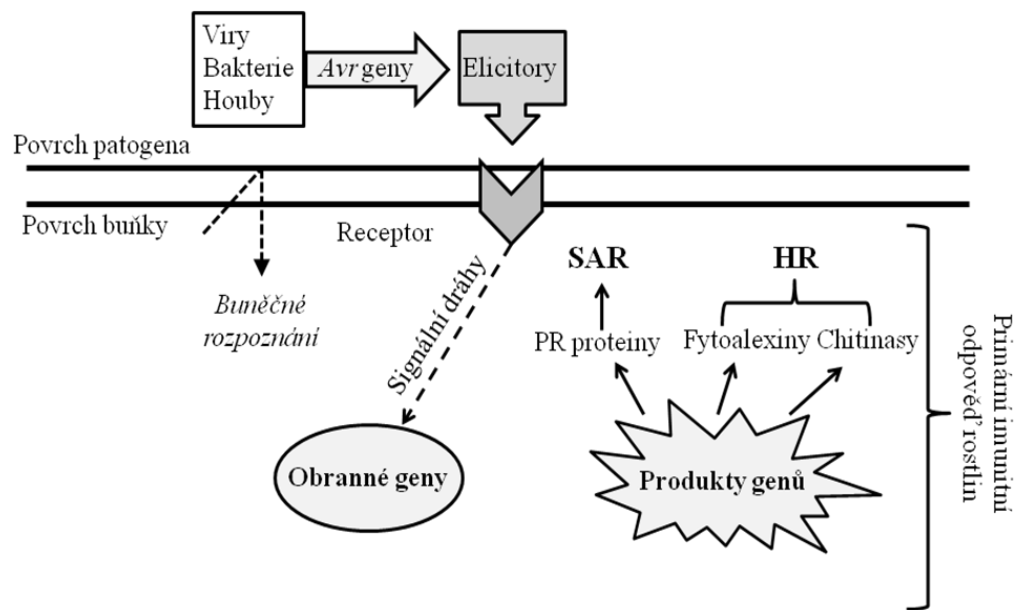 Viry
Bakterie
Houby
Avr geny
Elicitory
Povrch patogena
Povrch buňky
Receptor
Buněčné
rozpoznání
Signální dráhy
Obranné geny
SAR
HR
PR proteiny
Fytoalexiny Chitinasy
Produkty genů
Primární imunitní
odpověď rostlin